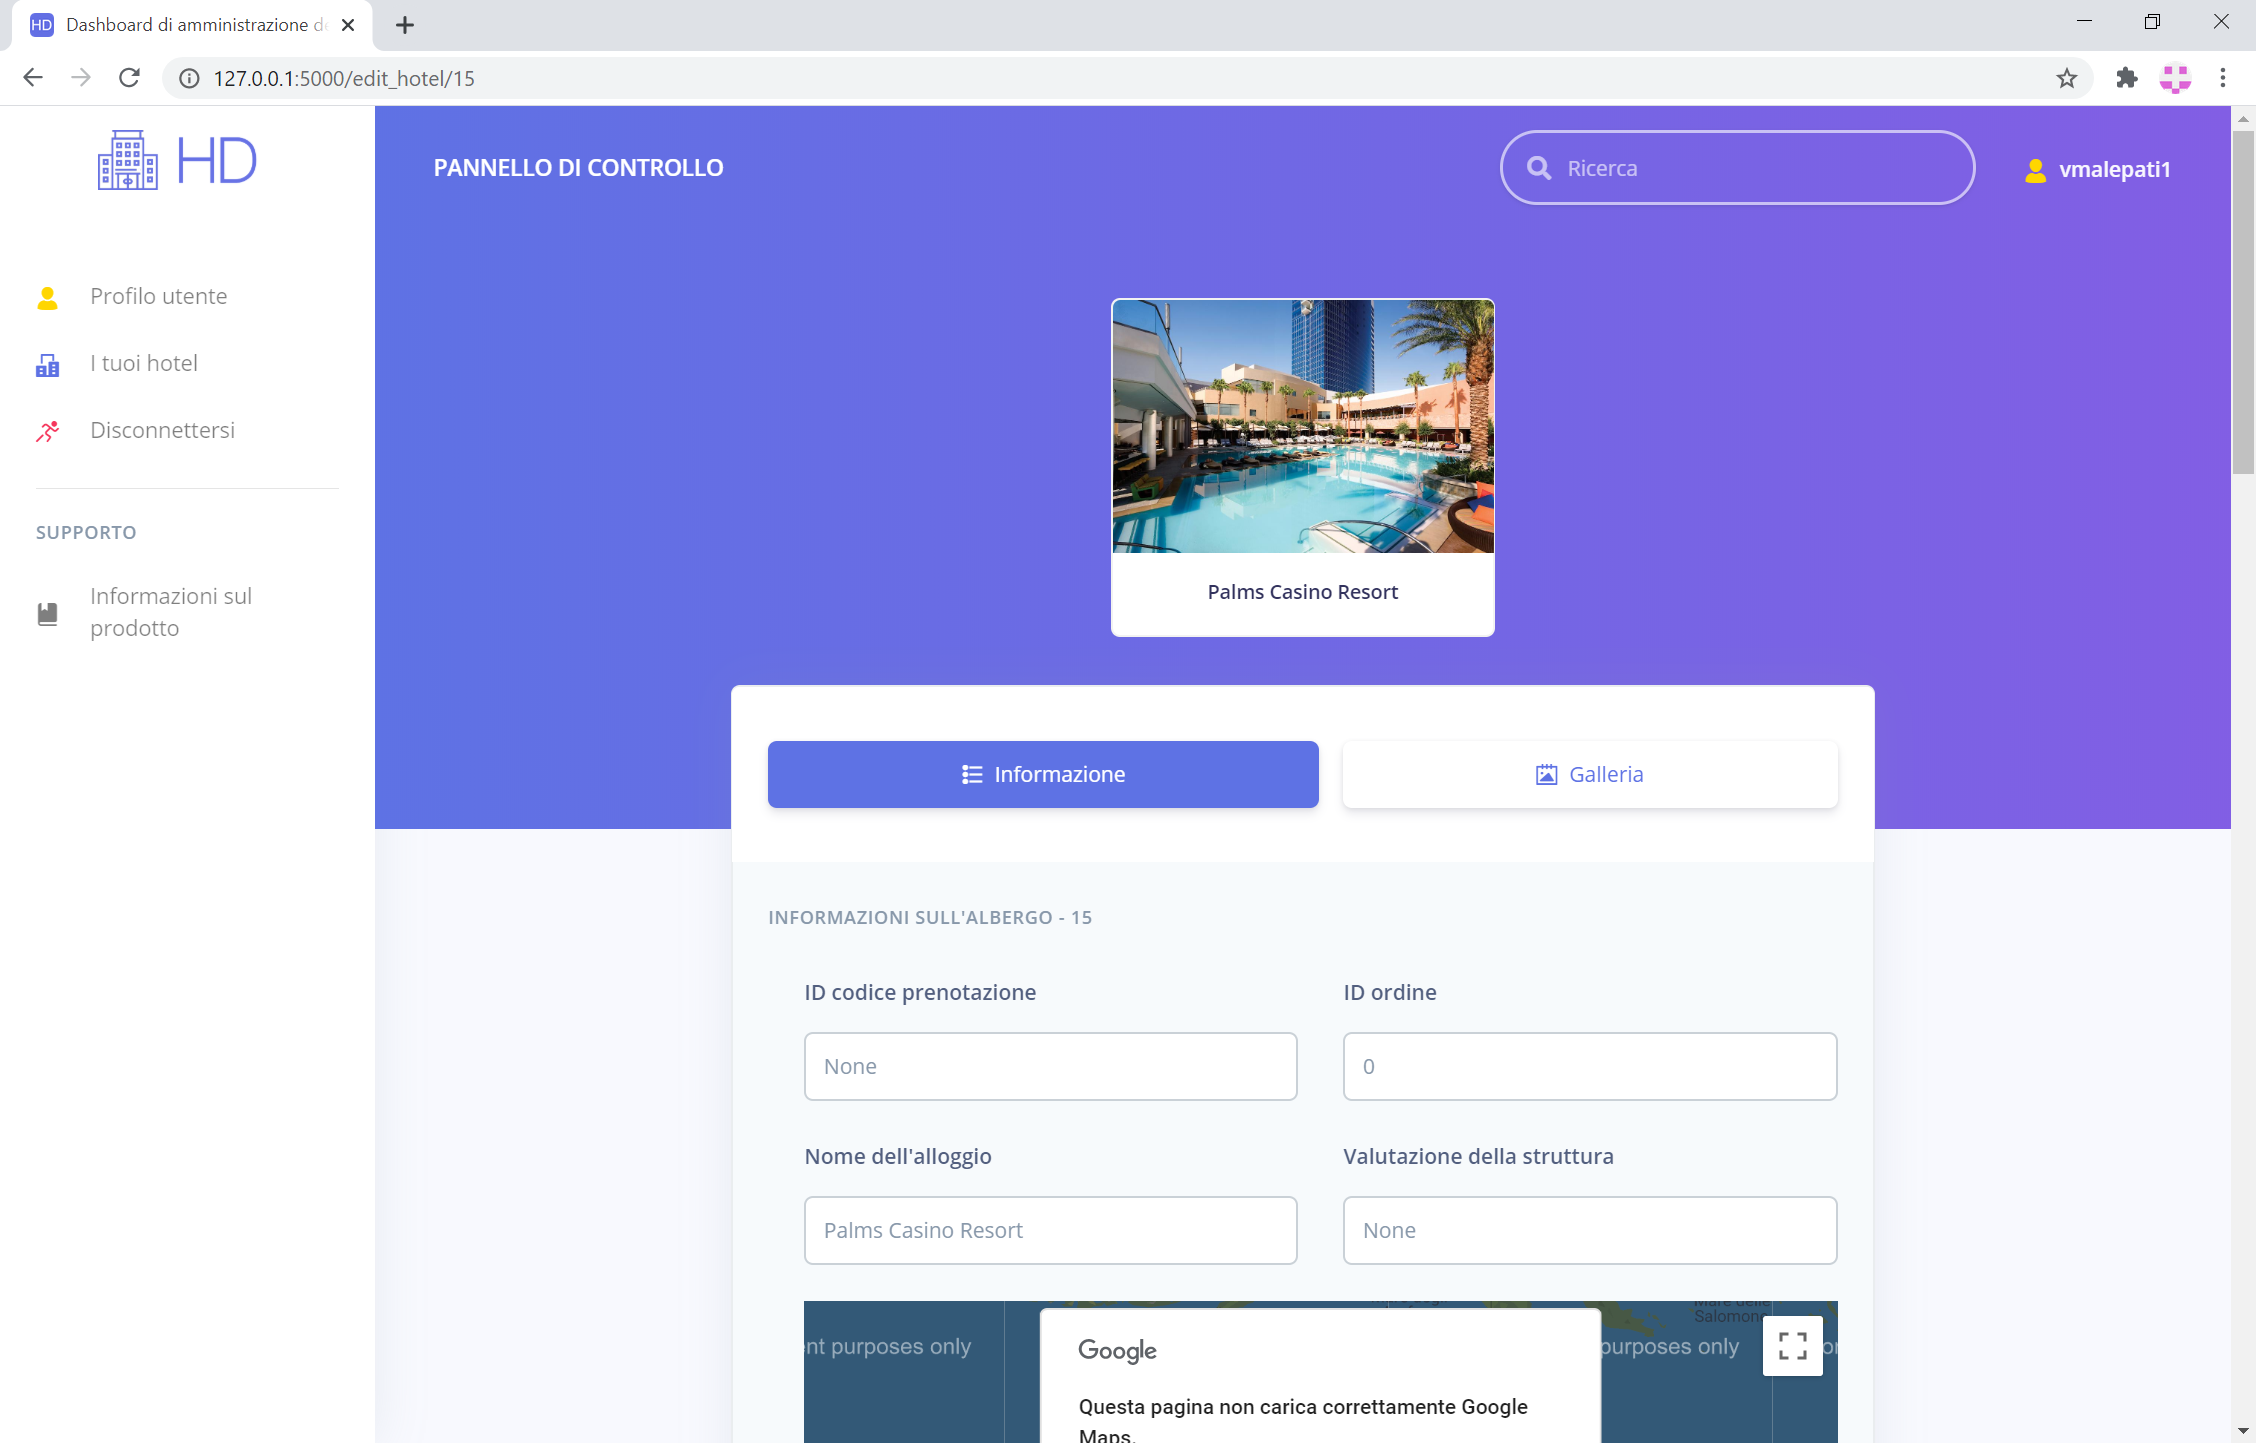 HD Dashboard di amministrazione d
127.0.0.1:5000/edit_hotel/15
HD
PANNELLO DI CONTROLLO
Ricerca
vmalepati1
Profilo utente
I tuoi hotel
Disconnettersi
SUPPORTO
Informazioni sul
prodotto
Palms Casino Resort
Informazione
Galleria
INFORMAZIONI SULL'ALBERGO - 15
ID codice prenotazione
ID ordine
None
0
Nome dell'alloggio
Valutazione della struttura
Palms Casino Resort
None
Mare delle
Salomone
nt purposes only
Google
purposes only
Questa pagina non carica correttamente Google
Maps.